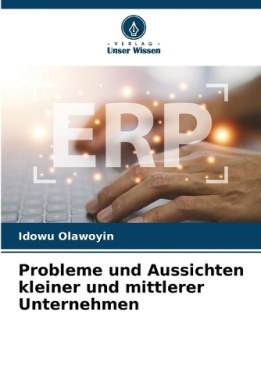 - VERLAG -
Unser Wissen
ERP
Idowu Olawoyin
Probleme und Aussichten
kleiner und mittlerer
Unternehmen